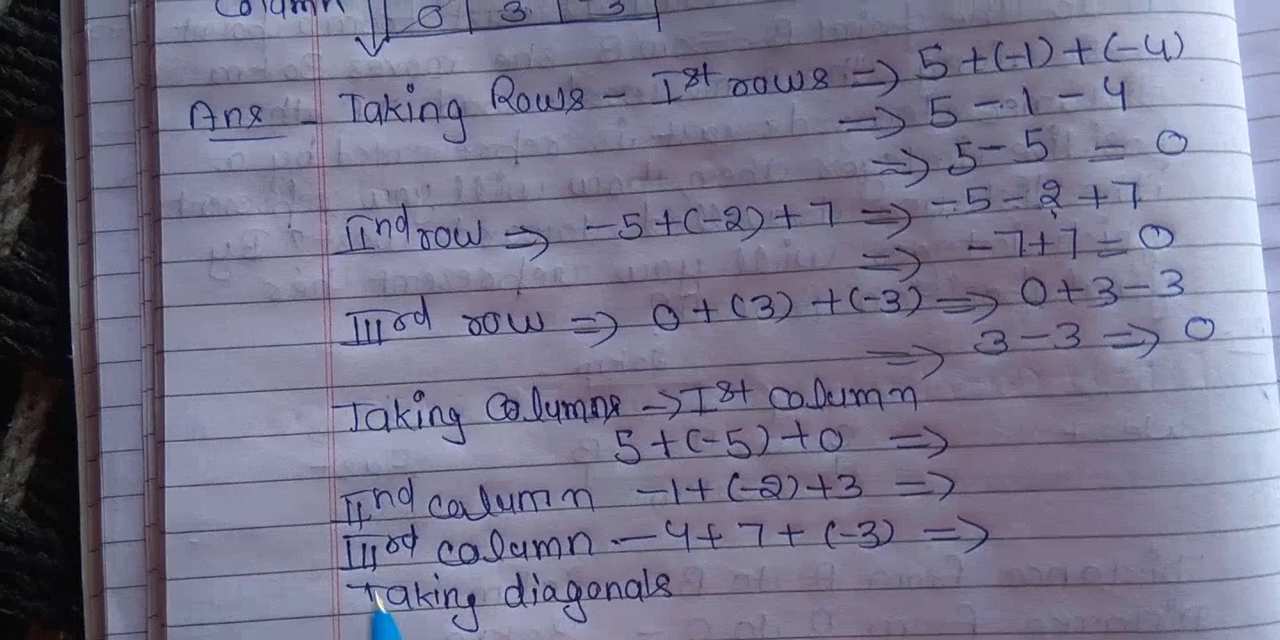 Column 0 3 -3
Ans - Taking Rows - Ist rows ⇒ 5+(-1)+(-4)
⇒ 5-1-4
⇒ 5-5 = 0
IInd row ⇒ -5+(-2)+7 ⇒ -5-2+7
⇒ -7+7=0
IIIrd row ⇒ 0+(3)+(-3) ⇒ 0+3-3
⇒ 3-3 ⇒ 0
Taking Columns → Ist column
5+(-5)+0 ⇒
IInd column -1+(-2)+3 ⇒
IIIrd column -4+7+(-3) ⇒
Taking diagonals